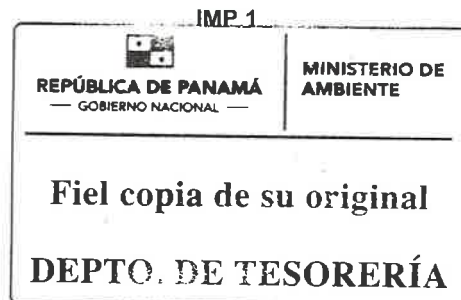 IMP 1
REPÚBLICA DE PANAMÁ
— GOBIERNO NACIONAL —
MINISTERIO DE
AMBIENTE
Fiel copia de su original
DEPTO. DE TESORERÍA